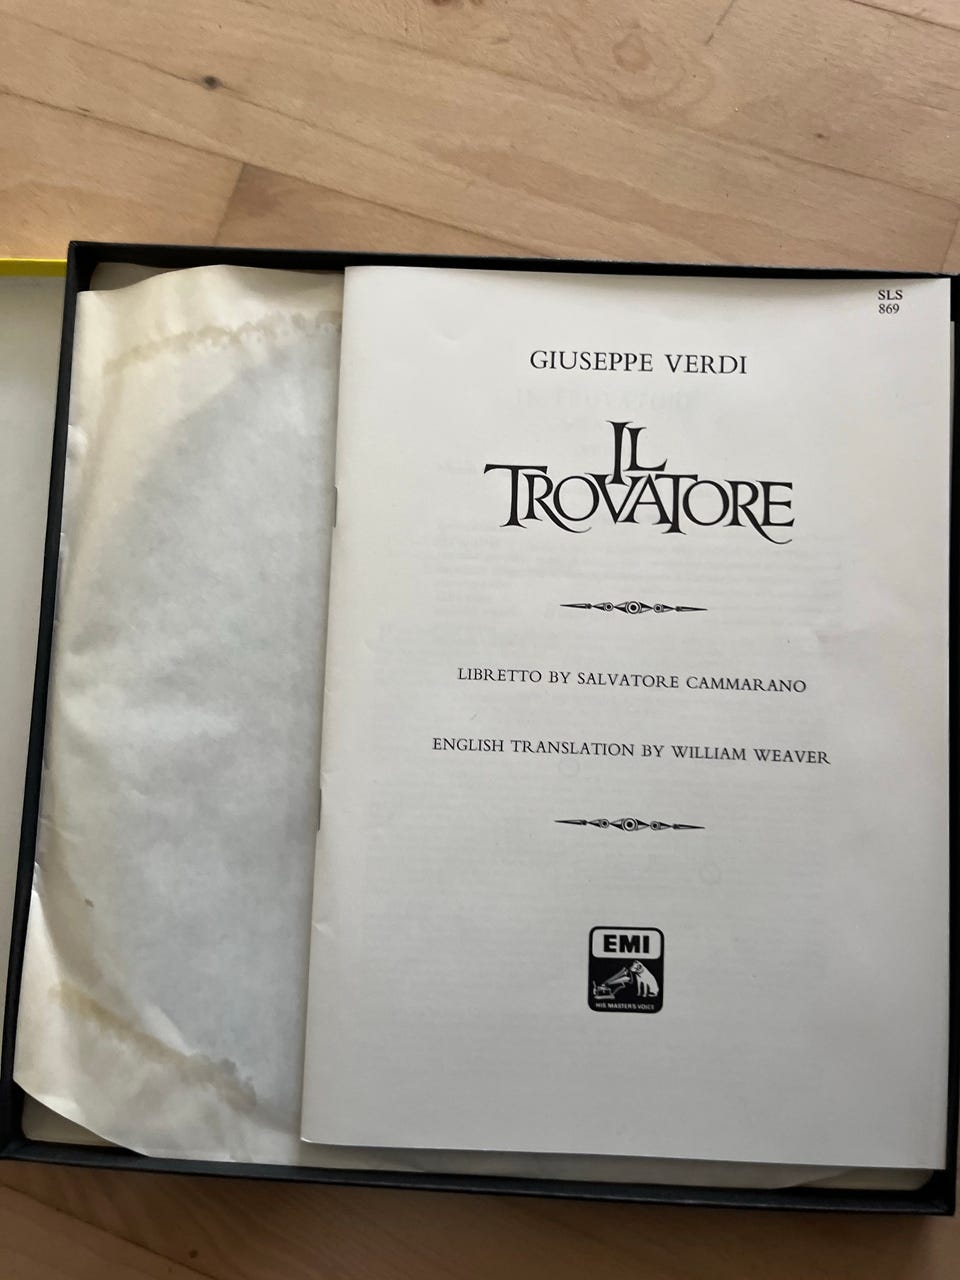 SLS
869
GIUSEPPE VERDI
IL
TROVATORE
LIBRETTO BY SALVATORE CAMMARANO
ENGLISH TRANSLATION BY WILLIAM WEAVER
EMI
HIS MASTER'S VOICE